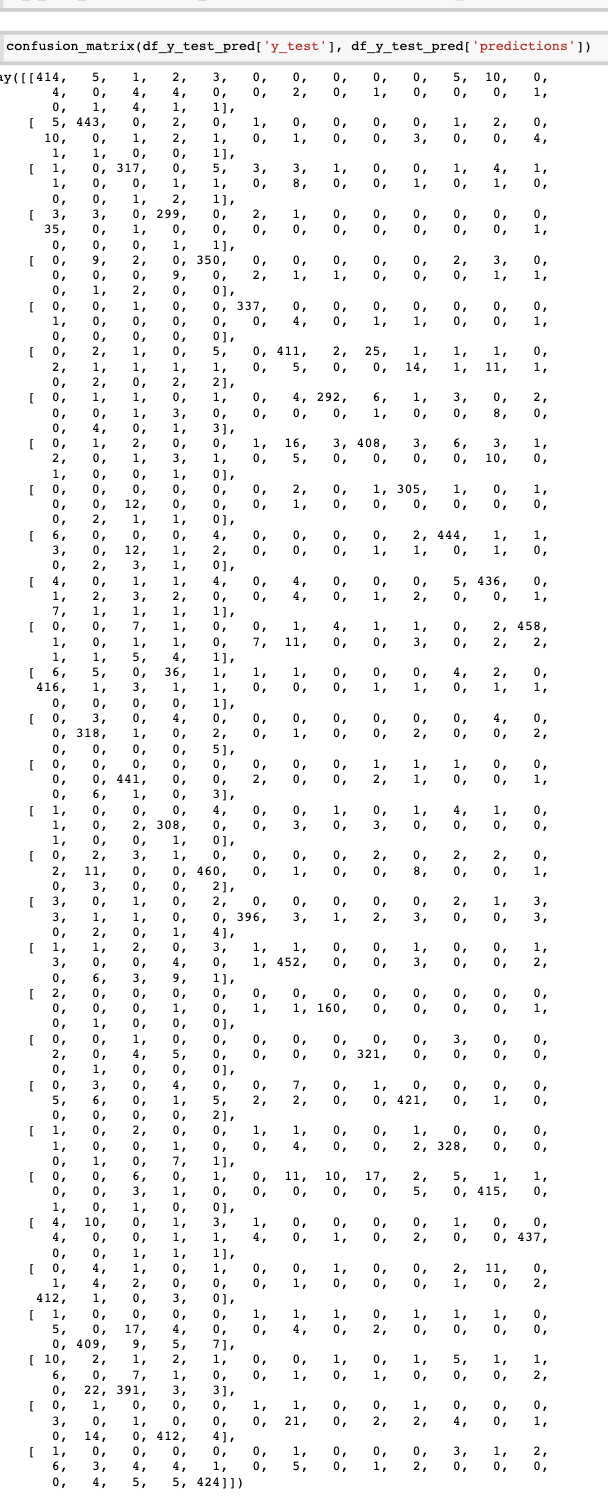 confusion_matrix(df_y_test_pred['y_test'], df_y_test_pred['predictions'])
ay([[414, 5, 1, 2, 3, 0, 0, 0, 0, 0, 5, 10, 0,
4, 0, 4, 4, 0, 0, 2, 0, 1, 0, 0, 0, 1,
0, 1, 4, 1, 1],
[ 5, 443, 0, 2, 0, 1, 0, 0, 0, 0, 1, 2, 0,
10, 0, 1, 2, 1, 0, 1, 0, 0, 3, 0, 0, 4,
1, 1, 0, 0, 1],
[ 1, 0, 317, 0, 5, 3, 3, 1, 0, 0, 1, 4, 1,
1, 0, 0, 1, 1, 0, 8, 0, 0, 1, 0, 1, 0,
0, 0, 1, 2, 1],
[ 3, 3, 0, 299, 0, 2, 1, 0, 0, 0, 0, 0, 0,
35, 0, 1, 0, 0, 0, 0, 0, 0, 0, 0, 0, 1,
0, 0, 0, 1, 1],
[ 0, 9, 2, 0, 350, 0, 0, 0, 0, 0, 2, 3, 0,
0, 0, 0, 9, 0, 2, 1, 1, 0, 0, 0, 1, 1,
0, 1, 2, 0, 0],
[ 0, 0, 1, 0, 0, 337, 0, 0, 0, 0, 0, 0, 0,
1, 0, 0, 0, 0, 0, 4, 0, 1, 1, 0, 0, 1,
0, 0, 0, 0, 0],
[ 0, 2, 1, 0, 5, 0, 411, 2, 25, 1, 1, 1, 0,
2, 1, 1, 1, 1, 0, 5, 0, 0, 14, 1, 11, 1,
0, 2, 0, 2, 2],
[ 0, 1, 1, 0, 1, 0, 4, 292, 6, 1, 3, 0, 2,
0, 0, 1, 3, 0, 0, 0, 0, 1, 0, 0, 8, 0,
0, 4, 0, 1, 3],
[ 0, 1, 2, 0, 0, 1, 16, 3, 408, 3, 6, 3, 1,
2, 0, 1, 3, 1, 0, 5, 0, 0, 0, 0, 10, 0,
1, 0, 0, 1, 0],
[ 0, 0, 0, 0, 0, 0, 2, 0, 1, 305, 1, 0, 1,
0, 0, 12, 0, 0, 0, 1, 0, 0, 0, 0, 0, 0,
0, 2, 1, 1, 0],
[ 6, 0, 0, 0, 4, 0, 0, 0, 0, 2, 444, 1, 1,
3, 0, 12, 1, 2, 0, 0, 0, 1, 1, 0, 1, 0,
0, 2, 3, 1, 0],
[ 4, 0, 1, 1, 4, 0, 4, 0, 0, 0, 5, 436, 0,
1, 2, 3, 2, 0, 0, 4, 0, 1, 2, 0, 0, 1,
7, 1, 1, 1, 1],
[ 0, 0, 7, 1, 0, 0, 1, 4, 1, 1, 0, 2, 458,
1, 0, 1, 1, 0, 7, 11, 0, 0, 3, 0, 2, 2,
1, 1, 5, 4, 1],
[ 6, 5, 0, 36, 1, 1, 1, 0, 0, 0, 4, 2, 0,
416, 1, 3, 1, 1, 0, 0, 0, 1, 1, 0, 1, 1,
0, 0, 0, 0, 1],
[ 0, 3, 0, 4, 0, 0, 0, 0, 0, 0, 0, 4, 0,
0, 318, 1, 0, 2, 0, 1, 0, 0, 2, 0, 0, 2,
0, 0, 0, 0, 5],
[ 0, 0, 0, 0, 0, 0, 0, 0, 1, 1, 1, 0, 0,
0, 0, 441, 0, 0, 2, 0, 0, 2, 1, 0, 0, 1,
0, 6, 1, 0, 3],
[ 1, 0, 0, 0, 4, 0, 0, 1, 0, 1, 4, 1, 0,
1, 0, 2, 308, 0, 0, 3, 0, 3, 0, 0, 0, 0,
1, 0, 0, 1, 0],
[ 0, 2, 3, 1, 0, 0, 0, 0, 2, 0, 2, 2, 0,
2, 11, 0, 0, 460, 0, 1, 0, 0, 8, 0, 0, 1,
0, 3, 0, 0, 2],
[ 3, 0, 1, 0, 2, 0, 0, 0, 0, 0, 2, 1, 3,
3, 1, 1, 0, 0, 396, 3, 1, 2, 3, 0, 0, 3,
0, 2, 0, 1, 4],
[ 1, 1, 2, 0, 3, 1, 1, 0, 0, 1, 0, 0, 1,
3, 0, 0, 4, 0, 1, 452, 0, 0, 3, 0, 0, 2,
0, 6, 3, 9, 1],
[ 2, 0, 0, 0, 0, 0, 0, 0, 0, 0, 0, 0, 0,
0, 0, 0, 1, 0, 1, 1, 160, 0, 0, 0, 0, 1,
0, 1, 0, 0, 0],
[ 0, 0, 1, 0, 0, 0, 0, 0, 0, 0, 3, 0, 0,
2, 0, 4, 5, 0, 0, 0, 0, 321, 0, 0, 0, 0,
0, 1, 0, 0, 0],
[ 0, 3, 0, 4, 0, 0, 7, 0, 1, 0, 0, 0, 0,
5, 6, 0, 1, 5, 2, 2, 0, 0, 421, 0, 1, 0,
0, 0, 0, 0, 2],
[ 1, 0, 2, 0, 0, 1, 1, 0, 0, 1, 0, 0, 0,
1, 0, 0, 1, 0, 0, 4, 0, 0, 2, 328, 0, 0,
0, 1, 0, 7, 1],
[ 0, 0, 6, 0, 1, 0, 11, 10, 17, 2, 5, 1, 1,
0, 0, 3, 1, 0, 0, 0, 0, 0, 5, 0, 415, 0,
1, 0, 1, 0, 0],
[ 4, 10, 0, 1, 3, 1, 0, 0, 0, 0, 1, 0, 0,
4, 0, 0, 1, 1, 4, 0, 1, 0, 2, 0, 0, 437,
0, 0, 1, 1, 1],
[ 0, 4, 1, 0, 1, 0, 0, 1, 0, 0, 2, 11, 0,
1, 4, 2, 0, 0, 0, 1, 0, 0, 0, 1, 0, 2,
412, 1, 0, 3, 0],
[ 1, 0, 0, 0, 0, 1, 1, 1, 0, 1, 1, 1, 0,
5, 0, 17, 4, 0, 0, 4, 0, 2, 0, 0, 0, 0,
0, 409, 9, 5, 7],
[ 10, 2, 1, 2, 1, 0, 0, 1, 0, 1, 5, 1, 1,
6, 0, 7, 1, 0, 0, 1, 0, 1, 0, 0, 0, 2,
0, 22, 391, 3, 3],
[ 0, 1, 0, 0, 0, 1, 1, 0, 0, 1, 0, 0, 0,
3, 0, 1, 0, 0, 0, 21, 0, 2, 2, 4, 0, 1,
0, 14, 0, 412, 4],
[ 1, 0, 0, 0, 0, 0, 1, 0, 0, 0, 3, 1, 2,
6, 3, 4, 4, 1, 0, 5, 0, 1, 2, 0, 0, 0,
0, 4, 5, 5, 424]])